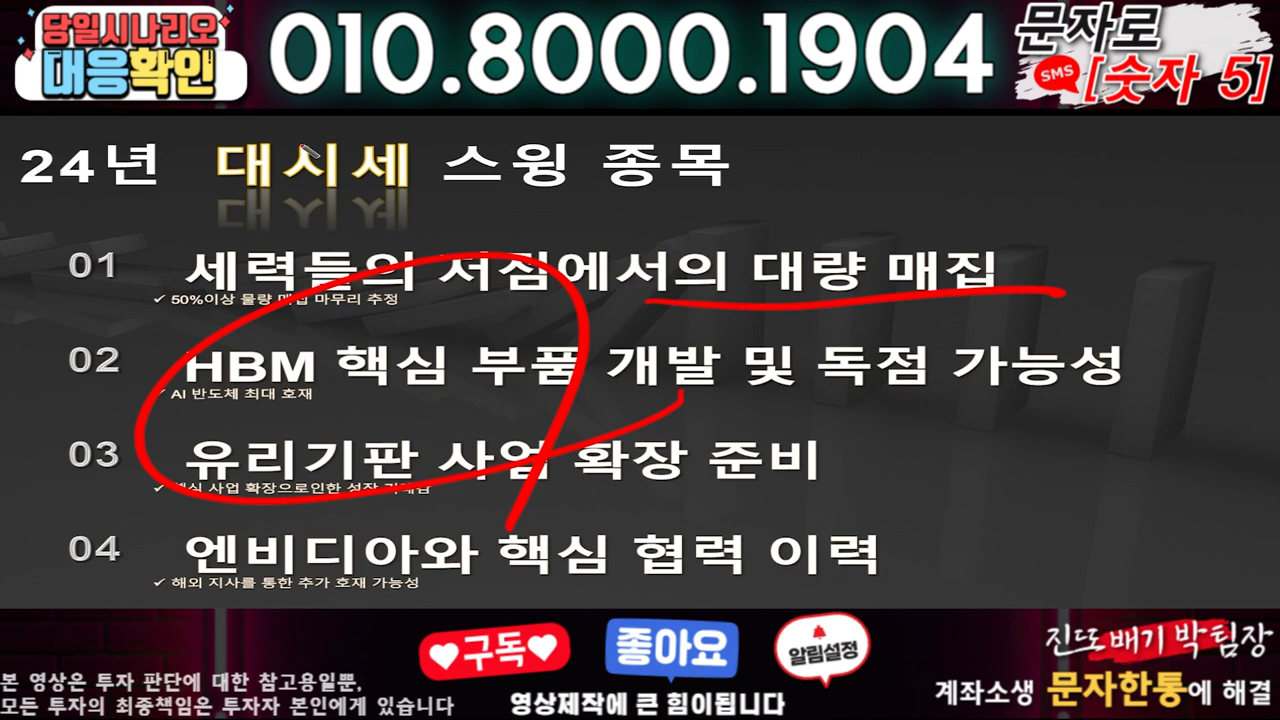 당일시나리오
대응확인
010.8000.1904
문자로
SMS [숫자 5]
24년 대시세 스윙 종목
01 세력들의 저점에서의 대량 매집
✓ 50%이상 물량 매집 마무리 추정
02 HBM 핵심 부품 개발 및 독점 가능성
✓ AI 반도체 최대 호재
03 유리기판 사업 확장 준비
✓ 핵심 사업 확장으로인한 성장 기대감
04 엔비디아와 핵심 협력 이력
✓ 해외 지사를 통한 추가 호재 가능성
구독
좋아요
알림설정
영상제작에 큰 힘이됩니다
본 영상은 투자 판단에 대한 참고용일뿐,
모든 투자의 최종책임은 투자자 본인에게 있습니다
진또배기 박팀장
계좌소생 문자한통에 해결